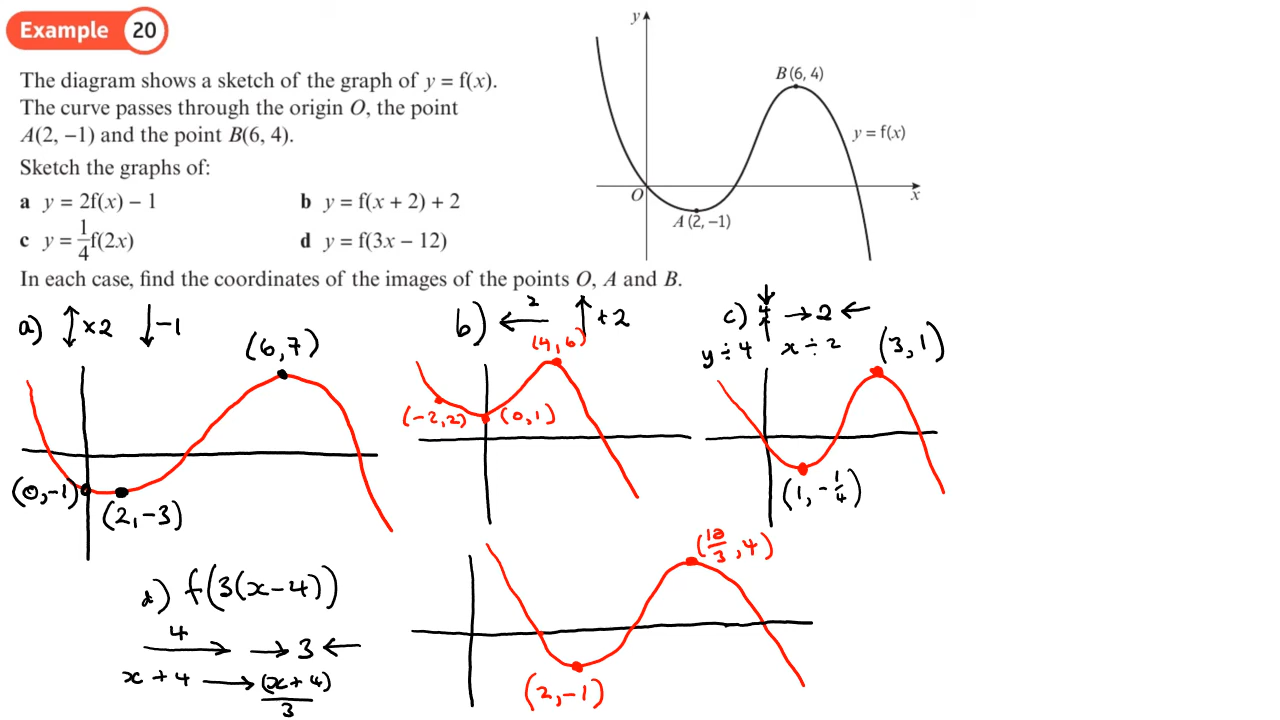 Example 20
The diagram shows a sketch of the graph of y = f(x).
The curve passes through the origin O, the point
A(2, −1) and the point B(6, 4).
Sketch the graphs of:
a y = 2f(x) − 1
b y = f(x + 2) + 2
c y = 1/4 f(2x)
d y = f(3x − 12)
In each case, find the coordinates of the images of the points O, A and B.
y
B(6, 4)
y = f(x)
O
x
A(2, −1)
a) ↕×2 ↓−1
(6,7)
(0,−1)
(2,−3)
b) ← 2 ↑+2
(4,6)
(−2,2)
(0,1)
c) ↓4↑ →2←
y÷4 x÷2
(3,1)
(1,−1/4)
d) f(3(x−4))
4 → →3←
x+4 → (x+4)/3
(18/3,4)
(2,−1)